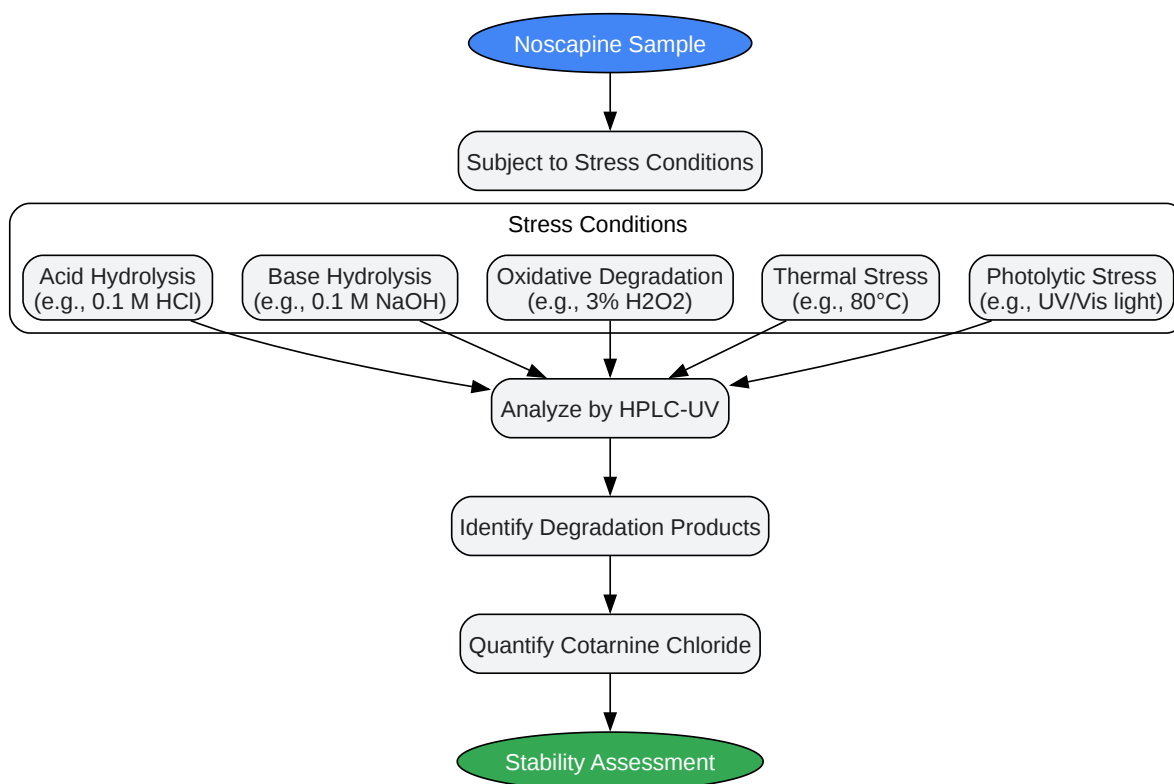 Noscapine Sample
Subject to Stress Conditions
Stress Conditions
Acid Hydrolysis
(e.g., 0.1 M HCl)
Base Hydrolysis
(e.g., 0.1 M NaOH)
Oxidative Degradation
(e.g., 3% H2O2)
Thermal Stress
(e.g., 80°C)
Photolytic Stress
(e.g., UV/Vis light)
Analyze by HPLC-UV
Identify Degradation Products
Quantify Cotarnine Chloride
Stability Assessment